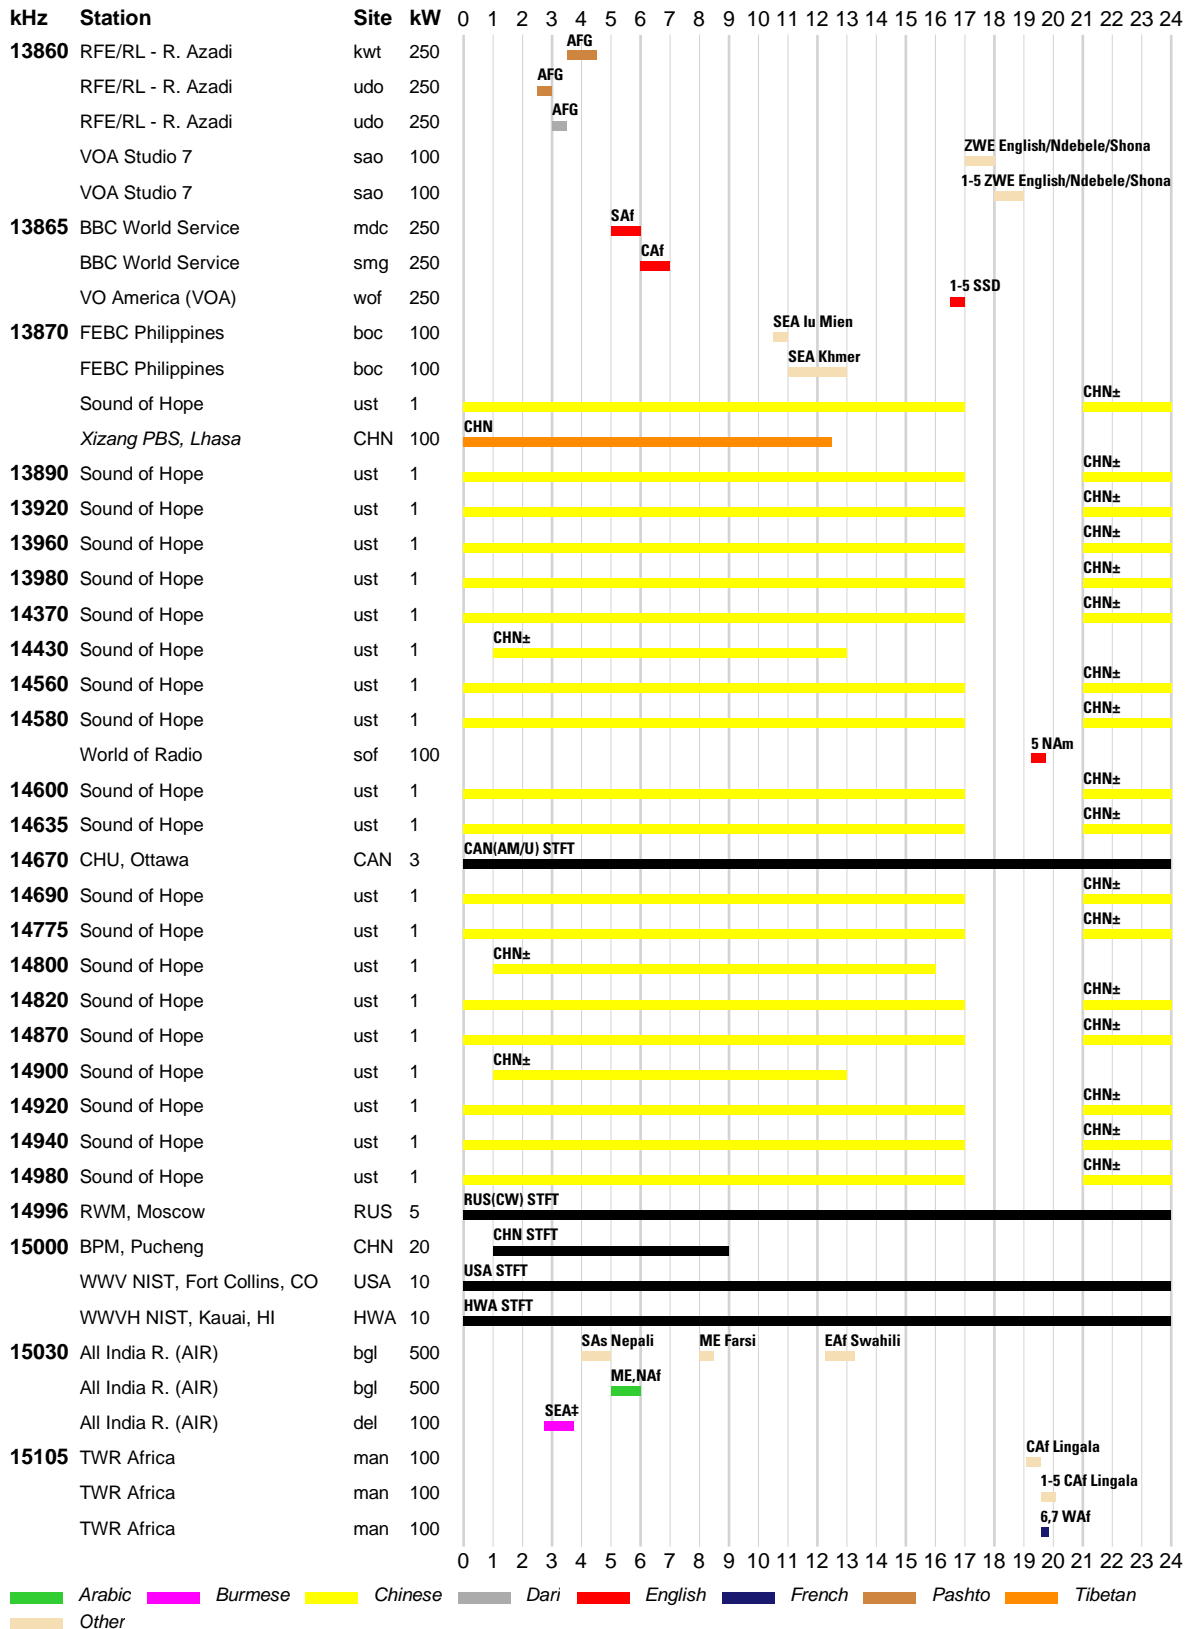 kHz Station Site kW 0 1 2 3 4 5 6 7 8 9 10 11 12 13 14 15 16 17 18 19 20 21 22 23 24
13860 RFE/RL - R. Azadi kwt 250 AFG
RFE/RL - R. Azadi udo 250 AFG
RFE/RL - R. Azadi udo 250 AFG
VOA Studio 7 sao 100 ZWE English/Ndebele/Shona
VOA Studio 7 sao 100 1-5 ZWE English/Ndebele/Shona
13865 BBC World Service mdc 250 SAf
BBC World Service smg 250 CAf
VO America (VOA) wof 250 1-5 SSD
13870 FEBC Philippines boc 100 SEA Iu Mien
FEBC Philippines boc 100 SEA Khmer
Sound of Hope ust 1 CHN±
Xizang PBS, Lhasa CHN 100 CHN
13890 Sound of Hope ust 1 CHN±
13920 Sound of Hope ust 1 CHN±
13960 Sound of Hope ust 1 CHN±
13980 Sound of Hope ust 1 CHN±
14370 Sound of Hope ust 1 CHN±
14430 Sound of Hope ust 1 CHN±
14560 Sound of Hope ust 1 CHN±
14580 Sound of Hope ust 1 CHN±
World of Radio sof 100 5 NAm
14600 Sound of Hope ust 1 CHN±
14635 Sound of Hope ust 1 CHN±
14670 CHU, Ottawa CAN 3 CAN(AM/U) STFT
14690 Sound of Hope ust 1 CHN±
14775 Sound of Hope ust 1 CHN±
14800 Sound of Hope ust 1 CHN±
14820 Sound of Hope ust 1 CHN±
14870 Sound of Hope ust 1 CHN±
14900 Sound of Hope ust 1 CHN±
14920 Sound of Hope ust 1 CHN±
14940 Sound of Hope ust 1 CHN±
14980 Sound of Hope ust 1 CHN±
14996 RWM, Moscow RUS 5 RUS(CW) STFT
15000 BPM, Pucheng CHN 20 CHN STFT
WWV NIST, Fort Collins, CO USA 10 USA STFT
WWVH NIST, Kauai, HI HWA 10 HWA STFT
15030 All India R. (AIR) bgl 500 SAs Nepali ME Farsi EAf Swahili
All India R. (AIR) bgl 500 ME,NAf
All India R. (AIR) del 100 SEA‡
15105 TWR Africa man 100 CAf Lingala
TWR Africa man 100 1-5 CAf Lingala
TWR Africa man 100 6,7 WAf
0 1 2 3 4 5 6 7 8 9 10 11 12 13 14 15 16 17 18 19 20 21 22 23 24
Arabic Burmese Chinese Dari English French Pashto Tibetan
Other